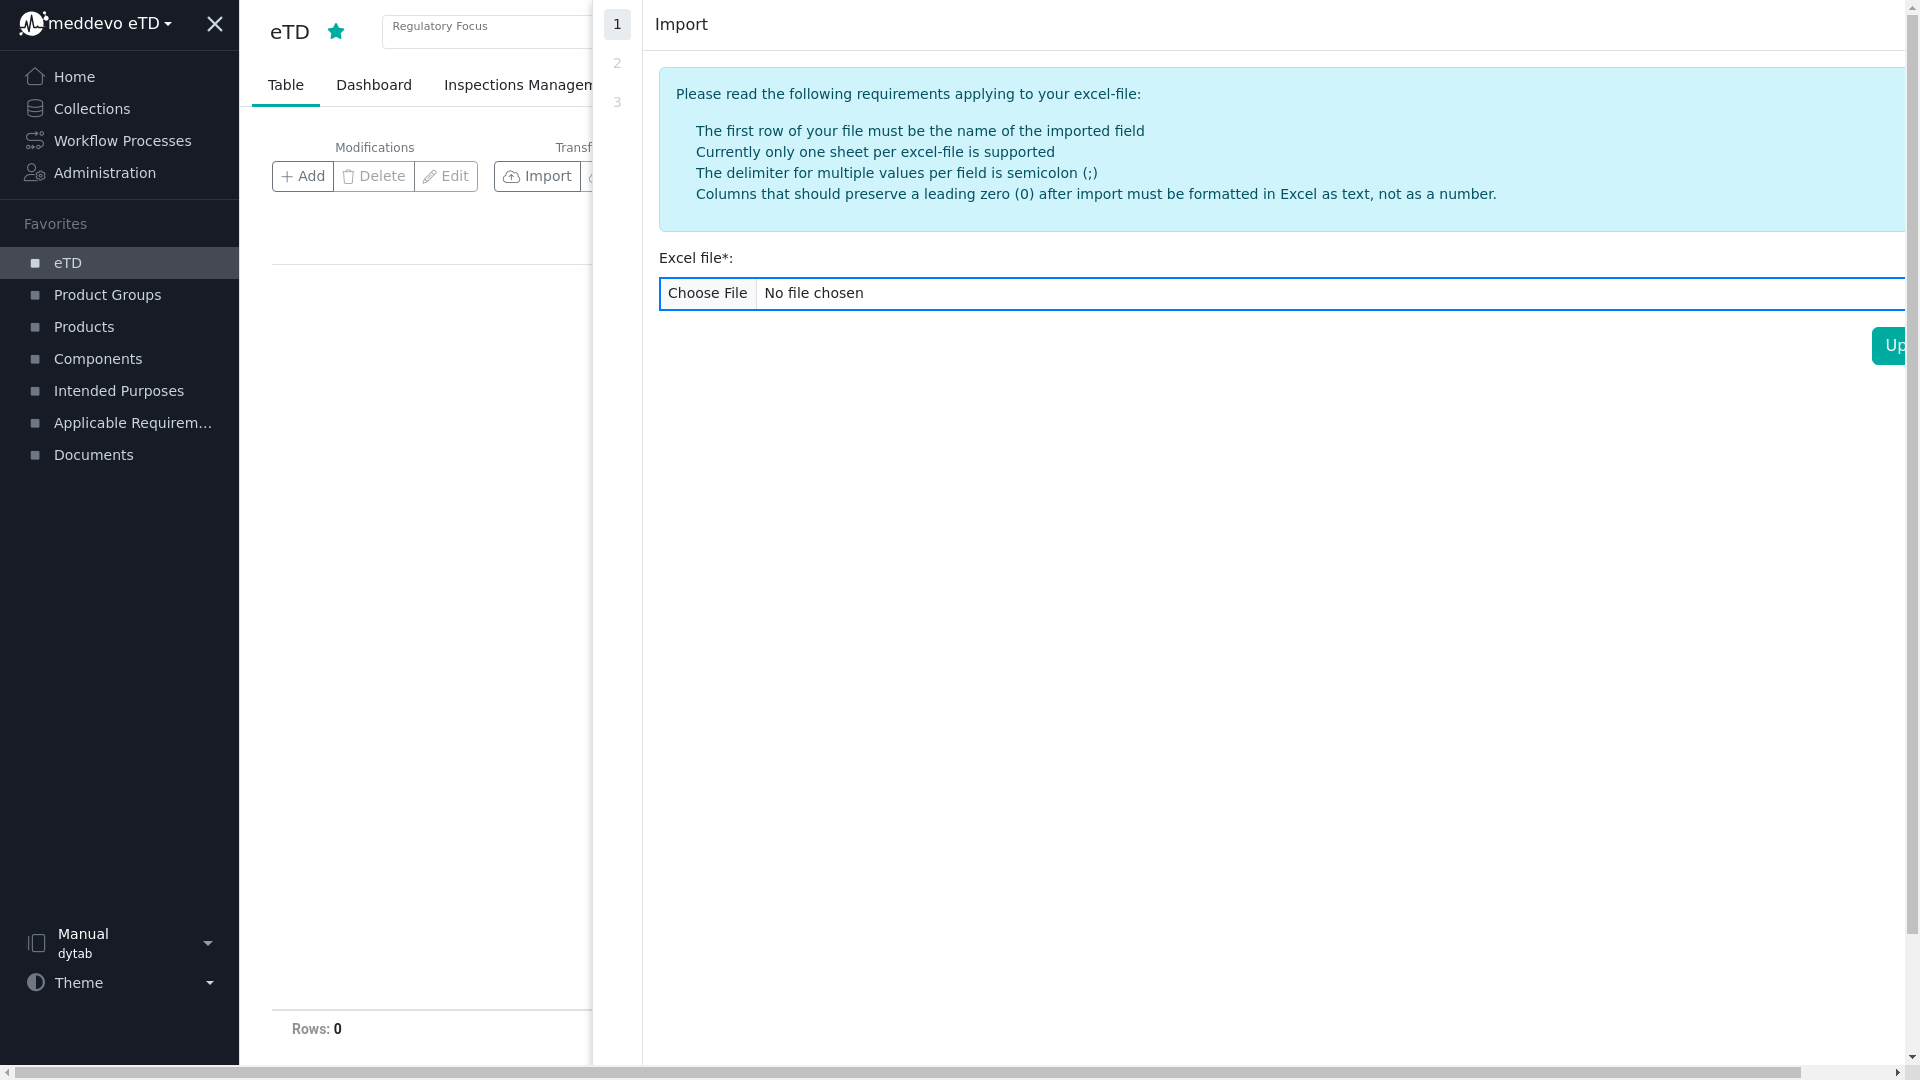 meddevo eTD
Home
Collections
Workflow Processes
Administration
Favorites
eTD
Product Groups
Products
Components
Intended Purposes
Applicable Requirem...
Documents
Manual
dytab
Theme
eTD
Regulatory Focus
Table
Dashboard
Inspections Managem
Modifications
Transf
Add
Delete
Edit
Import
Rows: 0
1
2
3
Import
Please read the following requirements applying to your excel-file:
The first row of your file must be the name of the imported field
Currently only one sheet per excel-file is supported
The delimiter for multiple values per field is semicolon (;)
Columns that should preserve a leading zero (0) after import must be formatted in Excel as text, not as a number.
Excel file*:
Choose File No file chosen
Up